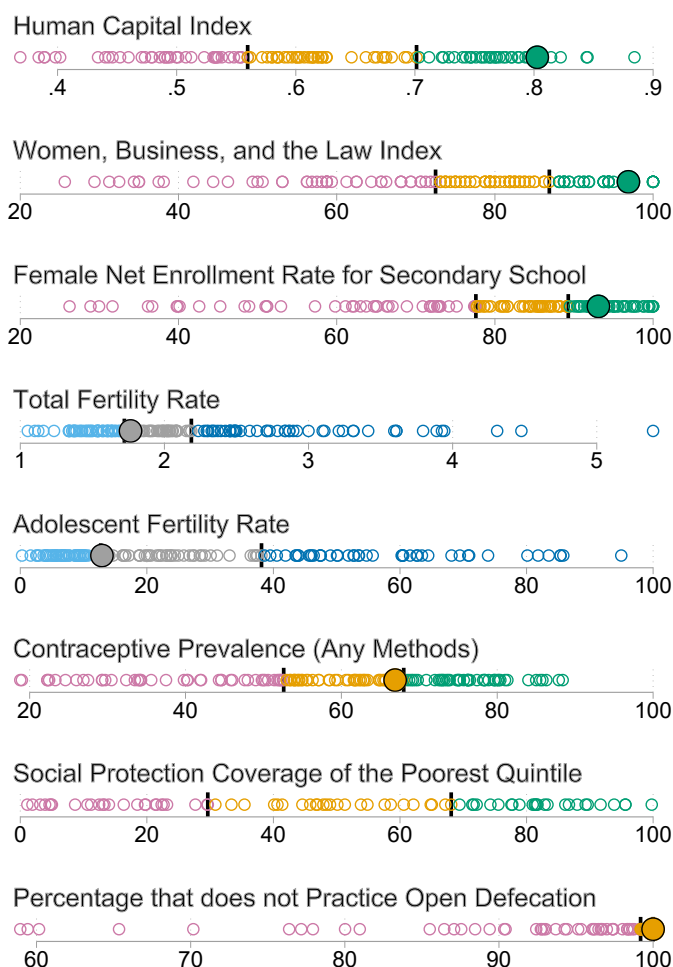 Human Capital Index
.4 .5 .6 .7 .8 .9
Women, Business, and the Law Index
20 40 60 80 100
Female Net Enrollment Rate for Secondary School
20 40 60 80 100
Total Fertility Rate
1 2 3 4 5
Adolescent Fertility Rate
0 20 40 60 80 100
Contraceptive Prevalence (Any Methods)
20 40 60 80 100
Social Protection Coverage of the Poorest Quintile
0 20 40 60 80 100
Percentage that does not Practice Open Defecation
60 70 80 90 100